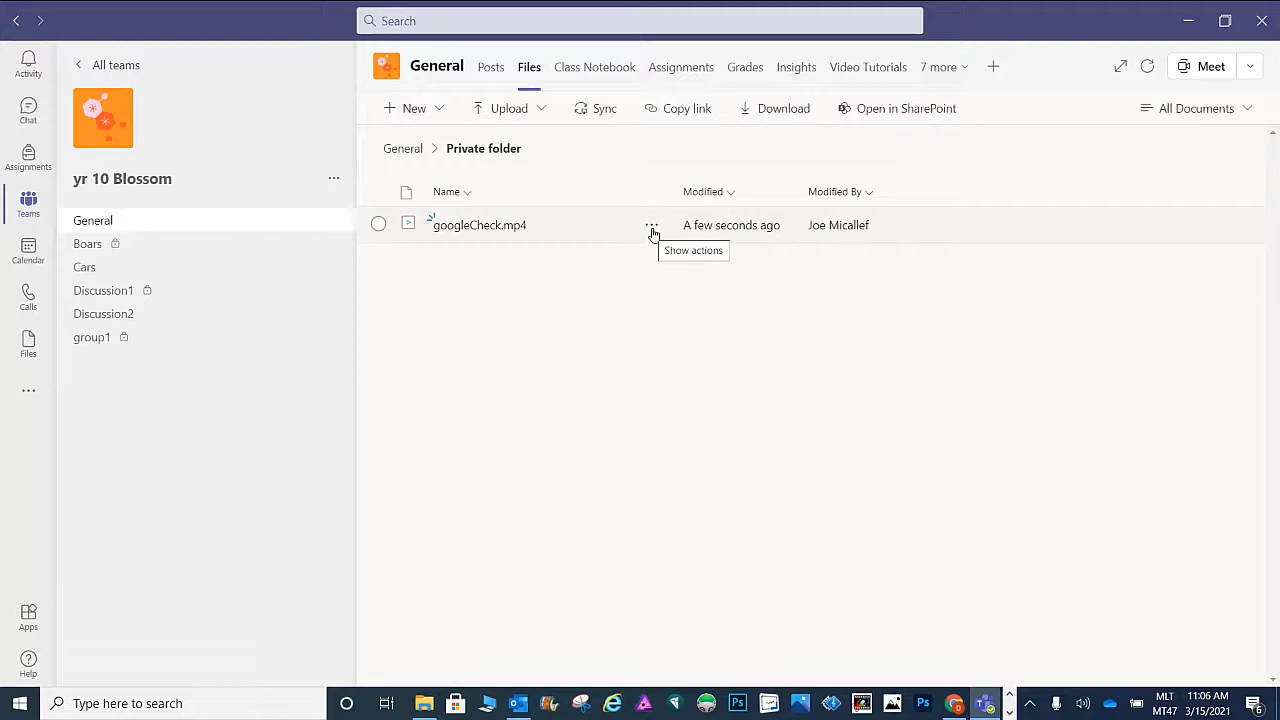 Search
Activity
Chat
Assignments
Teams
Calendar
Calls
Files
Apps
Help
All teams
yr 10 Blossom
General
Boars
Cars
Discussion1
Discussion2
group1
General Posts Files Class Notebook Assignments Grades Insights Video Tutorials 7 more Meet
New Upload Sync Copy link Download Open in SharePoint All Documents
General > Private folder
Name Modified Modified By
googleCheck.mp4 A few seconds ago Joe Micallef
Show actions
Type here to search
MLT
MT47
11:06 AM
3/15/2021
6